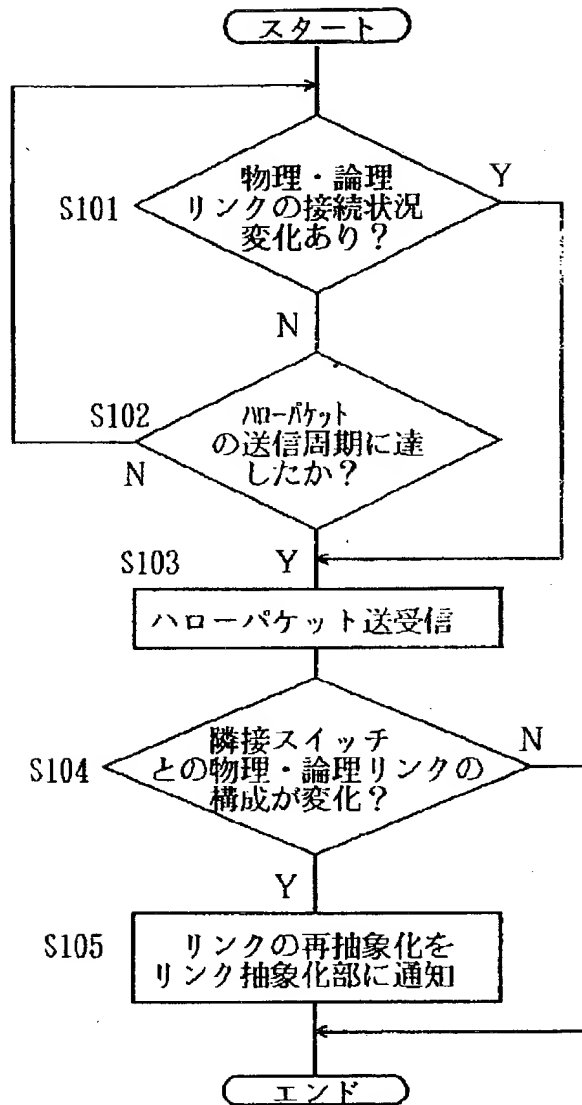 スタート
物理・論理
リンクの接続状況
変化あり？
S101
Y
N
S102
ハローパケット
の送信周期に達
したか？
N
Y
S103
ハローパケット送受信
隣接スイッチ
との物理・論理リンクの
構成が変化？
S104
N
Y
S105
リンクの再抽象化を
リンク抽象化部に通知
エンド